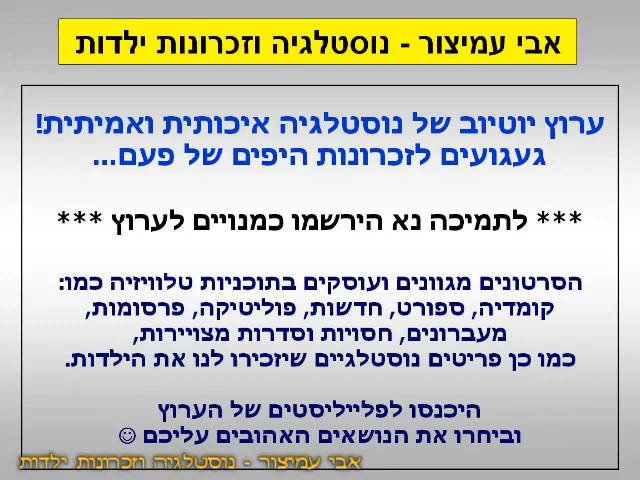 אבי עמיצור - נוסטלגיה וזכרונות ילדות
ערוץ יוטיוב של נוסטלגיה איכותית ואמיתית!
געגועים לזכרונות היפים של פעם...
*** לתמיכה נא הירשמו כמנויים לערוץ ***
הסרטונים מגוונים ועוסקים בתוכניות טלוויזיה כמו:
קומדיה, ספורט, חדשות, פוליטיקה, פרסומות,
מעברונים, חסויות וסדרות מצויירות,
כמו כן פריטים נוסטלגיים שיזכירו לנו את הילדות.
היכנסו לפלייליסטים של הערוץ
וביחרו את הנושאים האהובים עליכם ☺
אבי עמיצור - נוסטלגיה וזכרונות ילדות